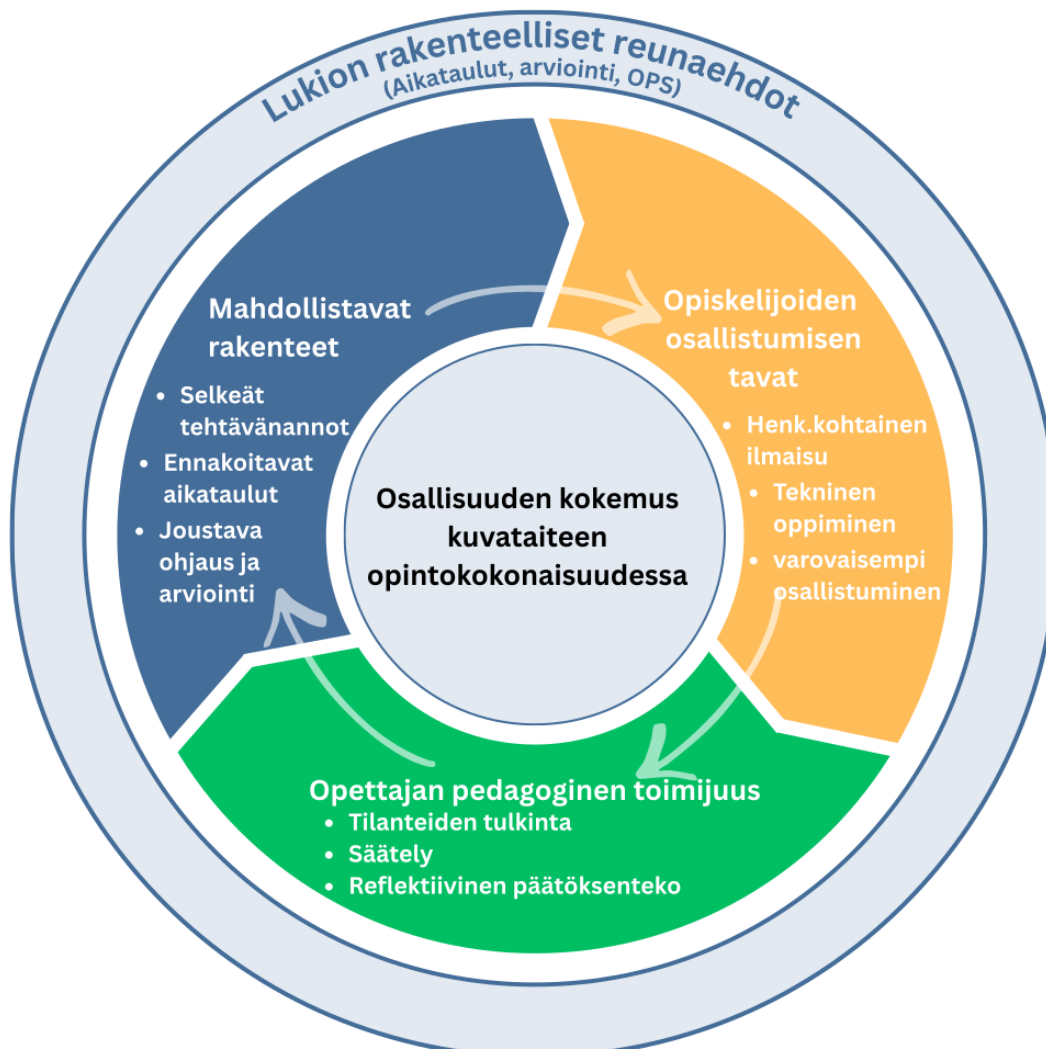 Lukion rakenteelliset reunaehdot
(Aikataulut, arviointi, OPS)
Mahdollistavat
rakenteet
• Selkeät
tehtävänannot
• Ennakoitavat
aikataulut
• Joustava
ohjaus ja
arviointi
Opiskelijoiden
osallistumisen
tavat
• Henk.kohtainen
ilmaisu
• Tekninen
oppiminen
• varovaisempi
osallistuminen
Osallisuuden kokemus
kuvataiteen
opintokokonaisuudessa
Opettajan pedagoginen toimijuus
• Tilanteiden tulkinta
• Säätely
• Reflektiivinen päätöksenteko